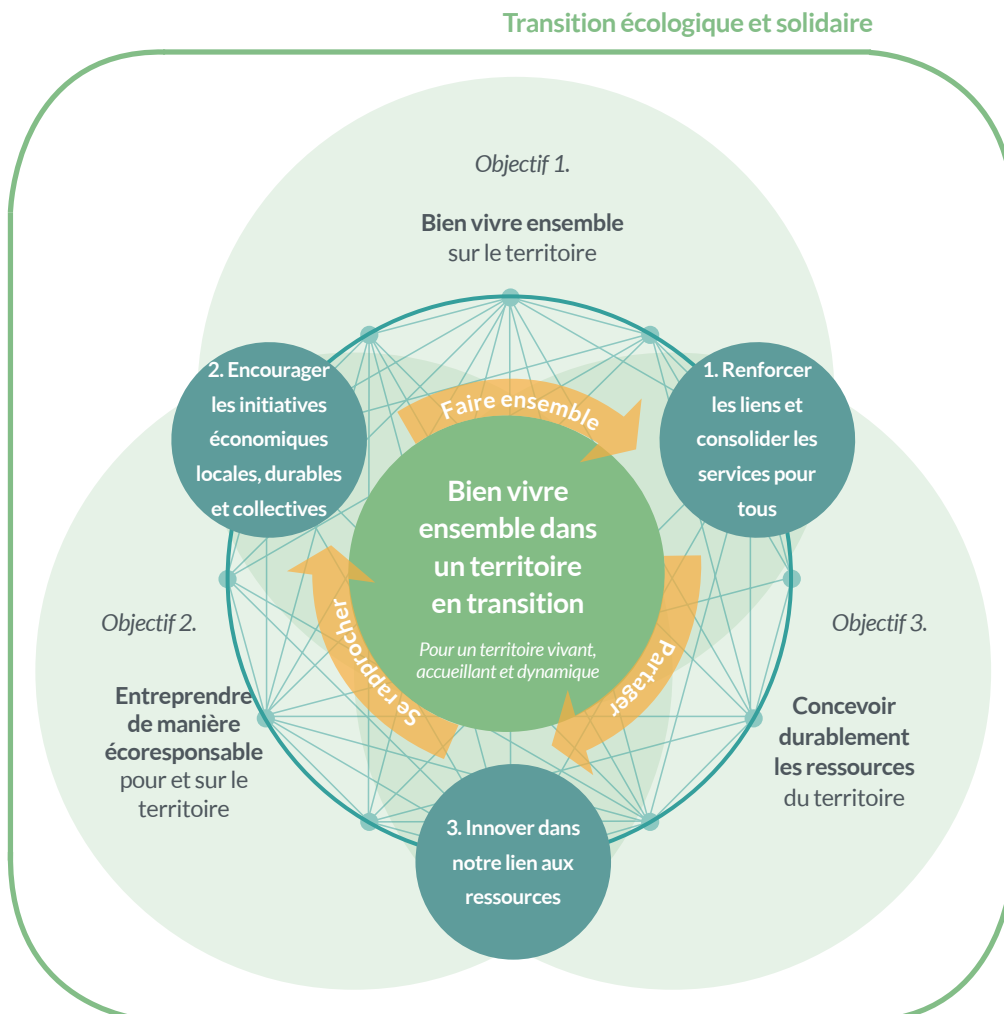 Transition écologique et solidaire
Objectif 1.
Bien vivre ensemble
sur le territoire
2. Encourager
les initiatives
économiques
locales, durables
et collectives
1. Renforcer
les liens et
consolider les
services pour
tous
Faire ensemble
Bien vivre
ensemble dans
un territoire
en transition
Pour un territoire vivant,
accueillant et dynamique
Se rapprocher
Partager
Objectif 2.
Entreprendre
de manière
écoresponsable
pour et sur le
territoire
Objectif 3.
Concevoir
durablement
les ressources
du territoire
3. Innover dans
notre lien aux
ressources